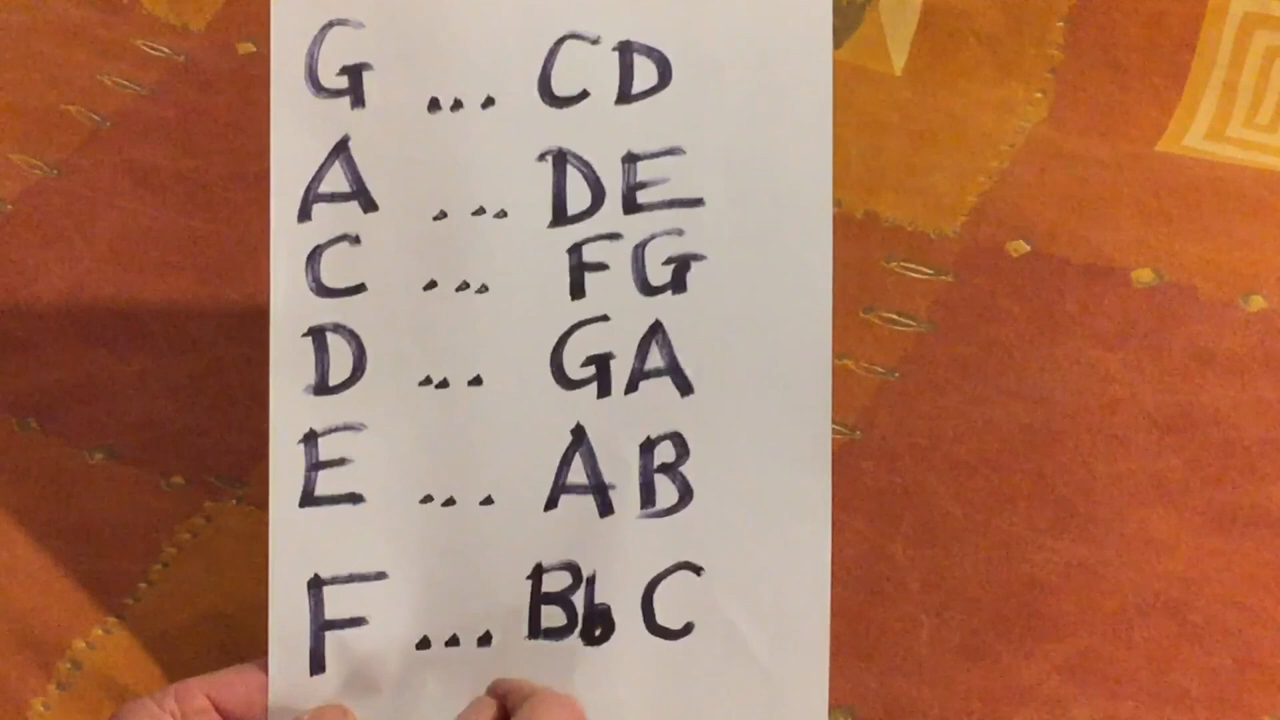 G ... CD
A ... DE
C ... FG
D ... GA
E ... AB
F ... Bb C